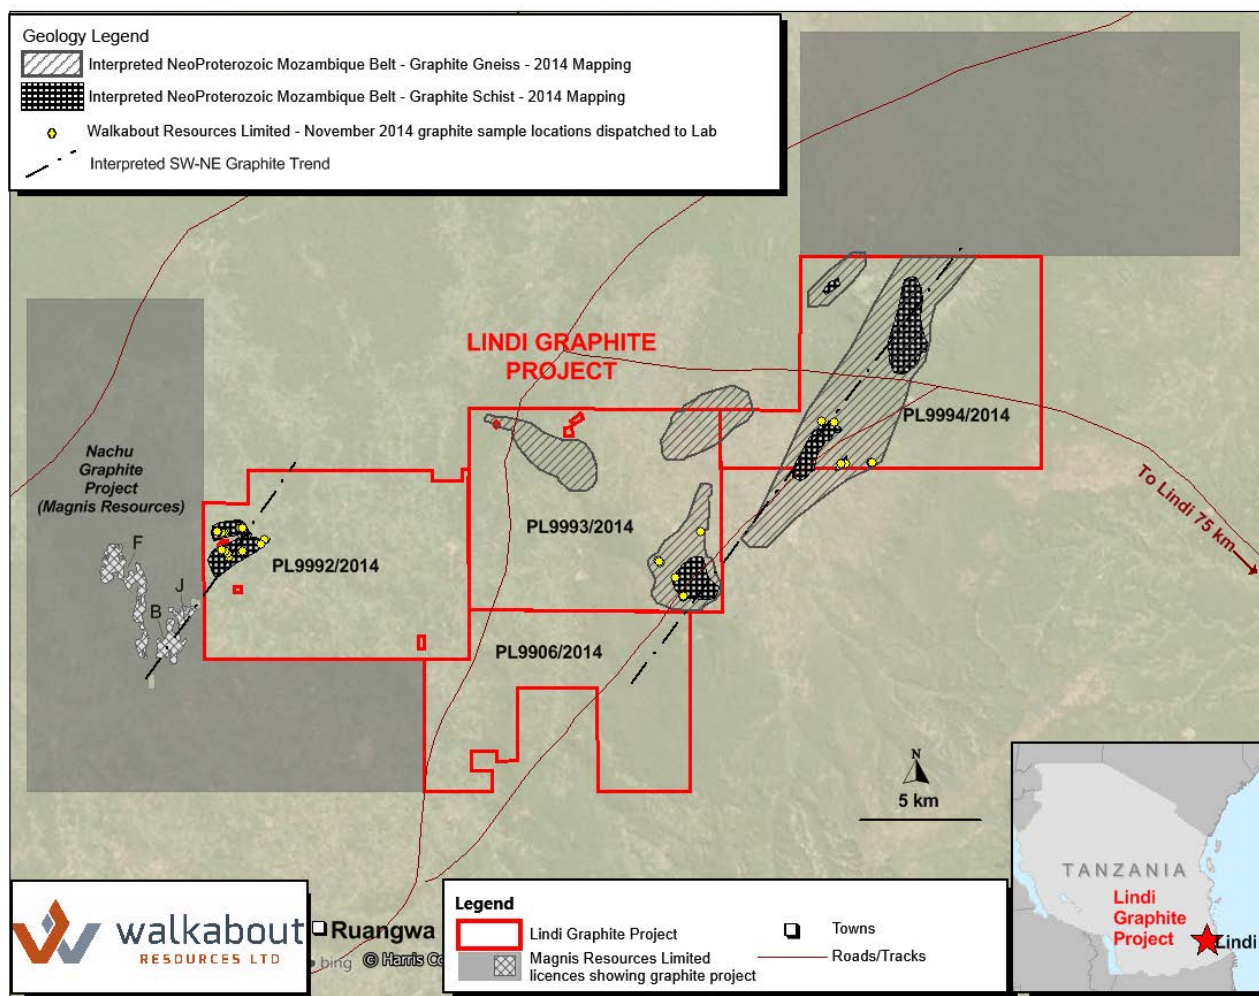 Geology Legend
Interpreted NeoProterozoic Mozambique Belt - Graphite Gneiss - 2014 Mapping
Interpreted NeoProterozoic Mozambique Belt - Graphite Schist - 2014 Mapping
Walkabout Resources Limited - November 2014 graphite sample locations dispatched to Lab
Interpreted SW-NE Graphite Trend
LINDI GRAPHITE
PROJECT
PL9994/2014
Nachu
Graphite
Project
(Magnis Resources)
To Lindi 75 km
PL9993/2014
F
PL9992/2014
J
B
PL9906/2014
N
5 km
TANZANIA
Lindi
Graphite
Project
Lindi
walkabout
RESOURCES LTD
Ruangwa
bing © Harris Co
Legend
Lindi Graphite Project
Magnis Resources Limited
licences showing graphite project
Towns
Roads/Tracks